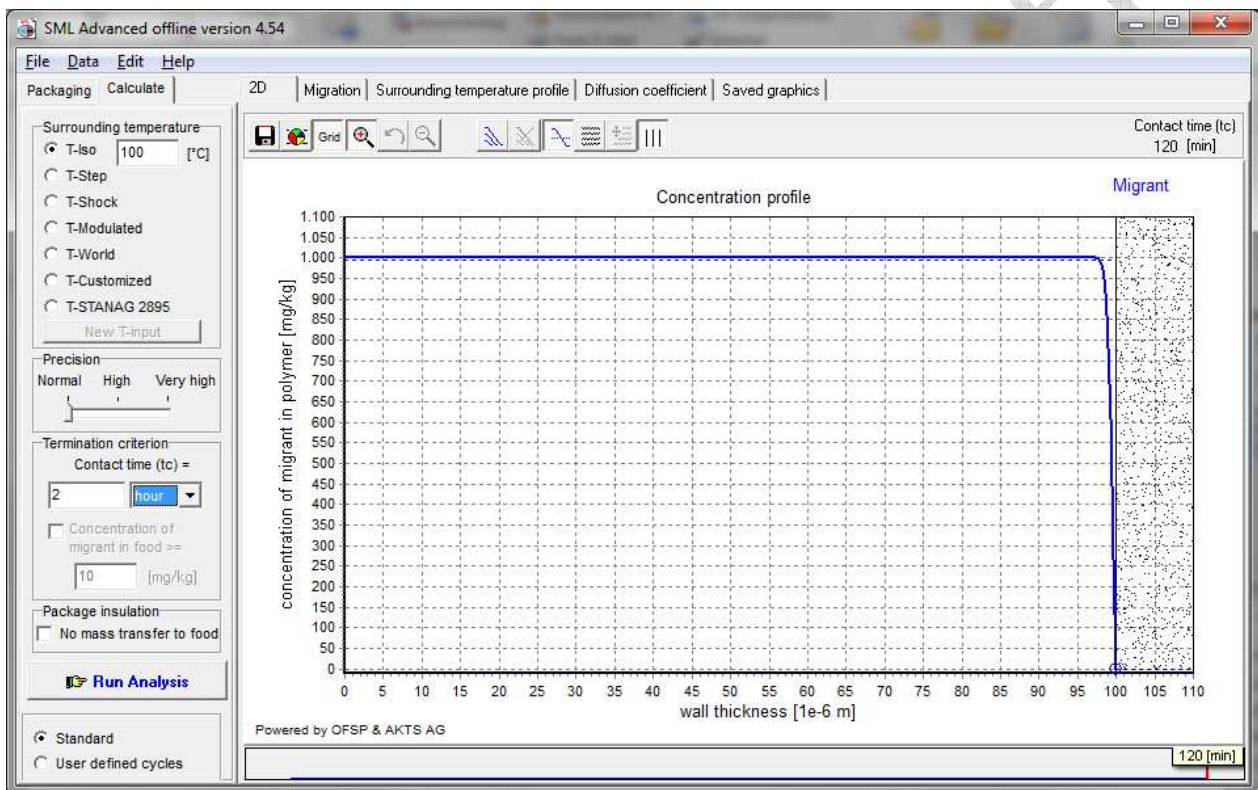 SML Advanced offline version 4.54
File Data Edit Help
Packaging Calculate
2D Migration Surrounding temperature profile Diffusion coefficient Saved graphics
Surrounding temperature
T-Iso 100 [°C]
T-Step
T-Shock
T-Modulated
T-World
T-Customized
T-STANAG 2895
New T-input
Precision
Normal High Very high
Termination criterion
Contact time (tc) =
2 hour
Concentration of
migrant in food >=
10 [mg/kg]
Package insulation
No mass transfer to food
Run Analysis
Standard
User defined cycles
Grid
Contact time (tc)
120 [min]
Migrant
Concentration profile
concentration of migrant in polymer [mg/kg]
1.100
1.050
1.000
950
900
850
800
750
700
650
600
550
500
450
400
350
300
250
200
150
100
50
0
0 5 10 15 20 25 30 35 40 45 50 55 60 65 70 75 80 85 90 95 100 105 110
wall thickness [1e-6 m]
Powered by OFSP & AKTS AG
120 [min]